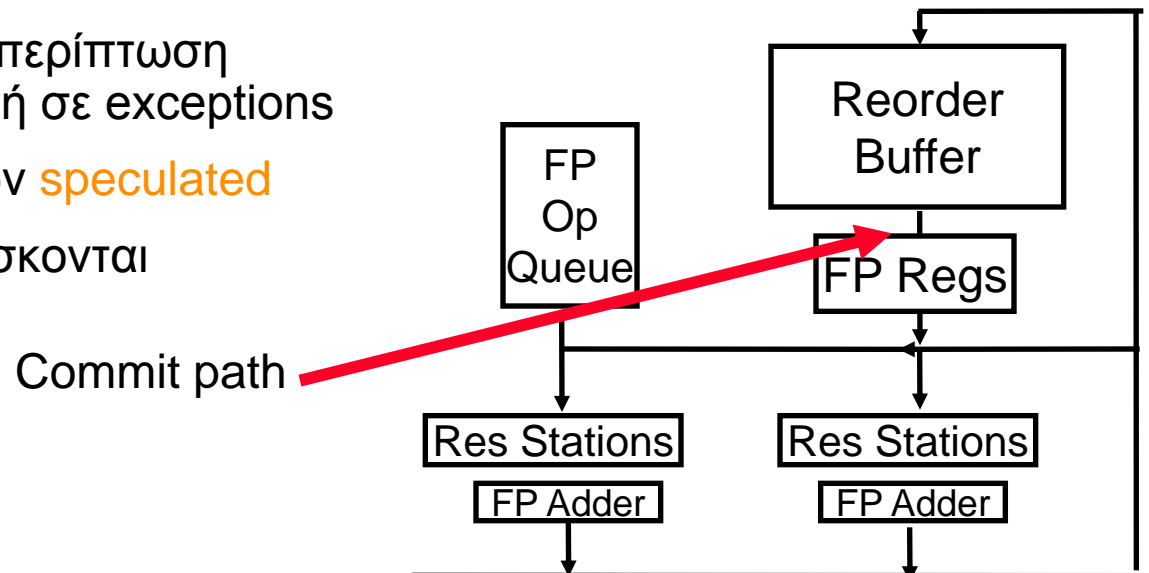 περίπτωση
ή σε exceptions
ν speculated
σκονται
Commit path
FP
Op
Queue
Reorder
Buffer
FP Regs
Res Stations
Res Stations
FP Adder
FP Adder